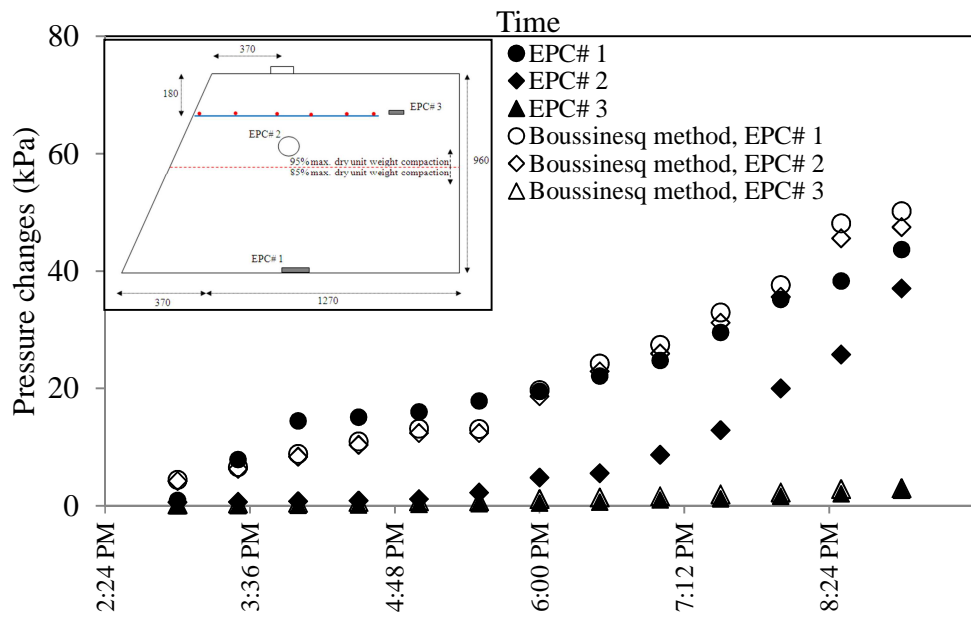 Time
Pressure changes (kPa)
80
60
40
20
0
2:24 PM
3:36 PM
4:48 PM
6:00 PM
7:12 PM
8:24 PM
EPC# 1
EPC# 2
EPC# 3
Boussinesq method, EPC# 1
Boussinesq method, EPC# 2
Boussinesq method, EPC# 3
370
180
EPC# 3
EPC# 2
95% max. dry unit weight compaction
85% max. dry unit weight compaction
960
EPC# 1
370
1270